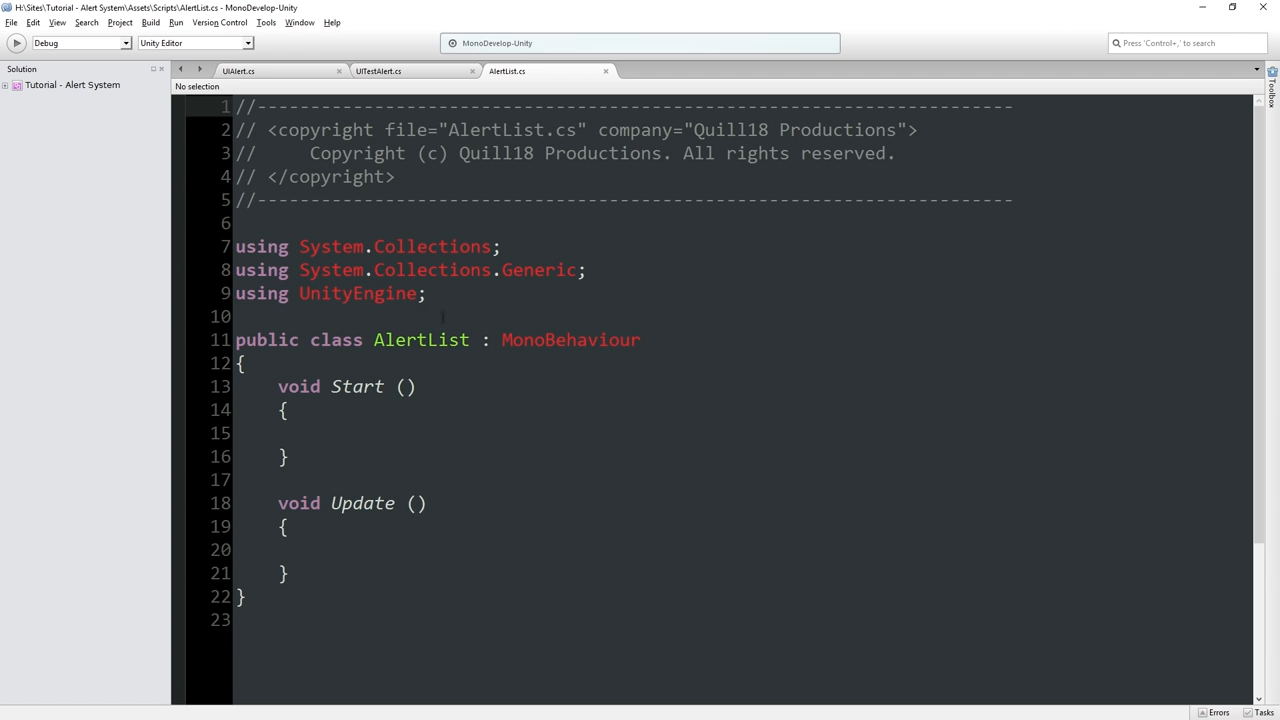 H:\Sites\Tutorial - Alert System\Assets\Scripts\AlertList.cs - MonoDevelop-Unity
File Edit View Search Project Build Run Version Control Tools Window Help
Debug Unity Editor MonoDevelop-Unity Press 'Control+,' to search
Solution UIAlert.cs UITestAlert.cs AlertList.cs
Tutorial - Alert System No selection
Toolbox
1 //------------------------------------------------------------------------
2 // <copyright file="AlertList.cs" company="Quill18 Productions">
3 //     Copyright (c) Quill18 Productions. All rights reserved.
4 // </copyright>
5 //------------------------------------------------------------------------
6
7 using System.Collections;
8 using System.Collections.Generic;
9 using UnityEngine;
10
11 public class AlertList : MonoBehaviour
12 {
13     void Start ()
14     {
15
16     }
17
18     void Update ()
19     {
20
21     }
22 }
23
Errors Tasks